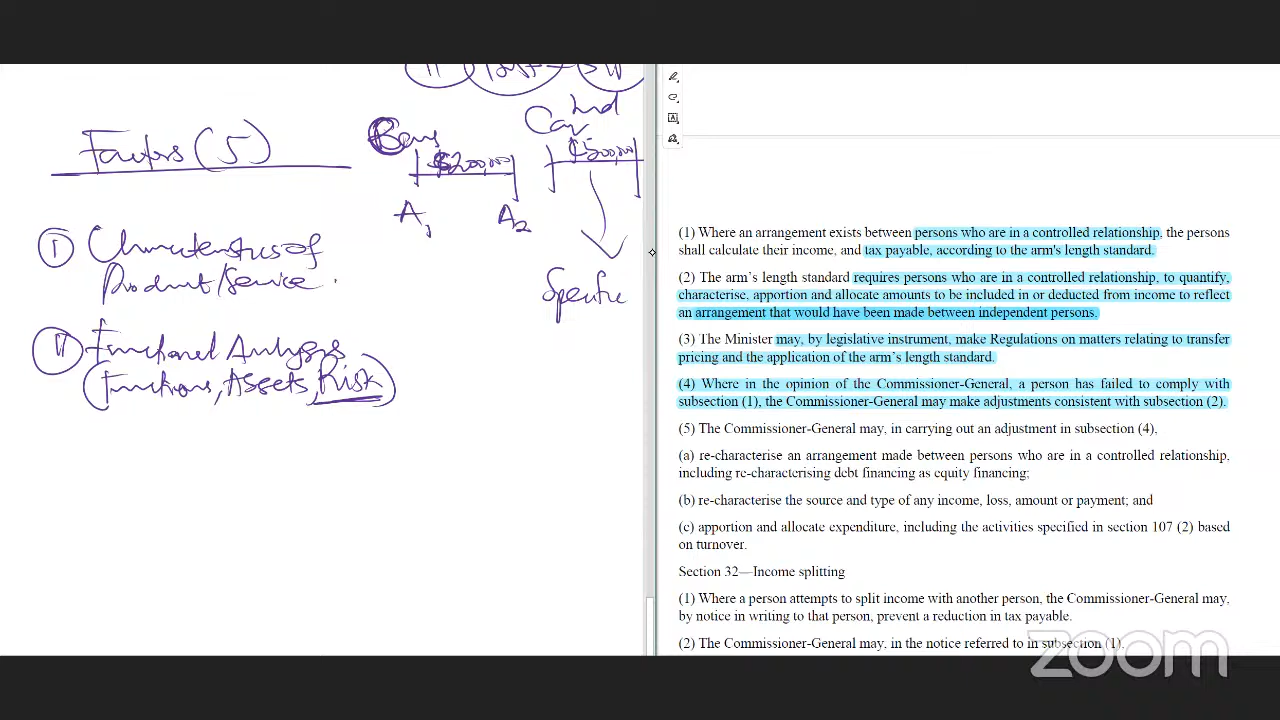 Factors (5)
Benz
$200,000
A1
A2
Car
Ind
$500,000
Specific
I Characteristics of
Product/Service
II Functional Analysis
(Functions, Assets, Risk)
(1) Where an arrangement exists between persons who are in a controlled relationship, the persons
shall calculate their income, and tax payable, according to the arm's length standard.
(2) The arm's length standard requires persons who are in a controlled relationship, to quantify,
characterise, apportion and allocate amounts to be included in or deducted from income to reflect
an arrangement that would have been made between independent persons.
(3) The Minister may, by legislative instrument, make Regulations on matters relating to transfer
pricing and the application of the arm's length standard.
(4) Where in the opinion of the Commissioner-General, a person has failed to comply with
subsection (1), the Commissioner-General may make adjustments consistent with subsection (2).
(5) The Commissioner-General may, in carrying out an adjustment in subsection (4),
(a) re-characterise an arrangement made between persons who are in a controlled relationship,
including re-characterising debt financing as equity financing;
(b) re-characterise the source and type of any income, loss, amount or payment; and
(c) apportion and allocate expenditure, including the activities specified in section 107 (2) based
on turnover.
Section 32—Income splitting
(1) Where a person attempts to split income with another person, the Commissioner-General may,
by notice in writing to that person, prevent a reduction in tax payable.
(2) The Commissioner-General may, in the notice referred to in subsection (1),
zoom